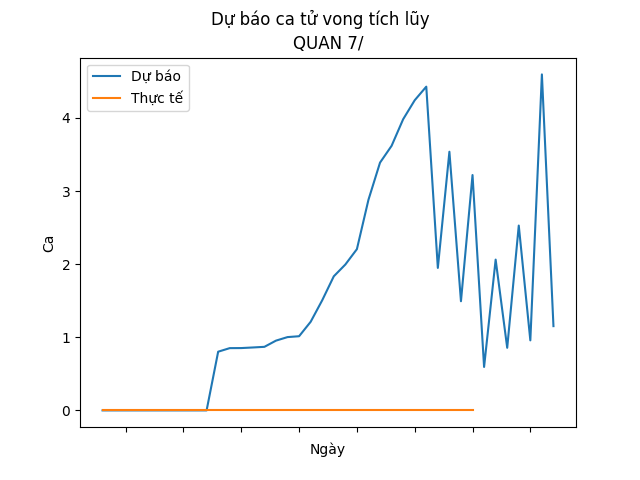 Dự báo ca tử vong tích lũy
QUAN 7/
Dự báo
Thực tế
4
3
2
1
0
Ca
Ngày